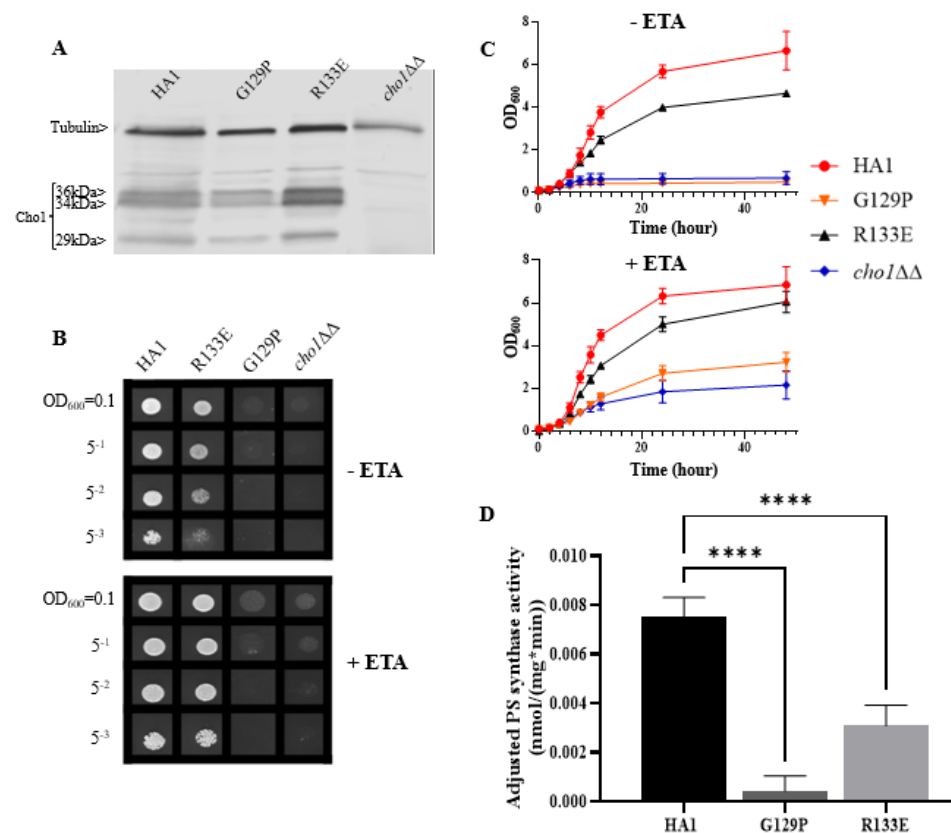 A
HA1
G129P
R133E
cho1ΔΔ
Tubulin>
36kDa>
34kDa>
Cho1
29kDa>
B
HA1
R133E
G129P
cho1ΔΔ
OD₆₀₀=0.1
5⁻¹
5⁻²
5⁻³
- ETA
OD₆₀₀=0.1
5⁻¹
5⁻²
5⁻³
+ ETA
C
- ETA
OD₆₀₀
8
6
4
2
0
0
20
40
Time (hour)
+ ETA
OD₆₀₀
8
6
4
2
0
0
20
40
Time (hour)
HA1
G129P
R133E
cho1ΔΔ
D
Adjusted PS synthase activity
(nmol/(mg*min))
0.010
0.008
0.006
0.004
0.002
0.000
****
****
HA1
G129P
R133E